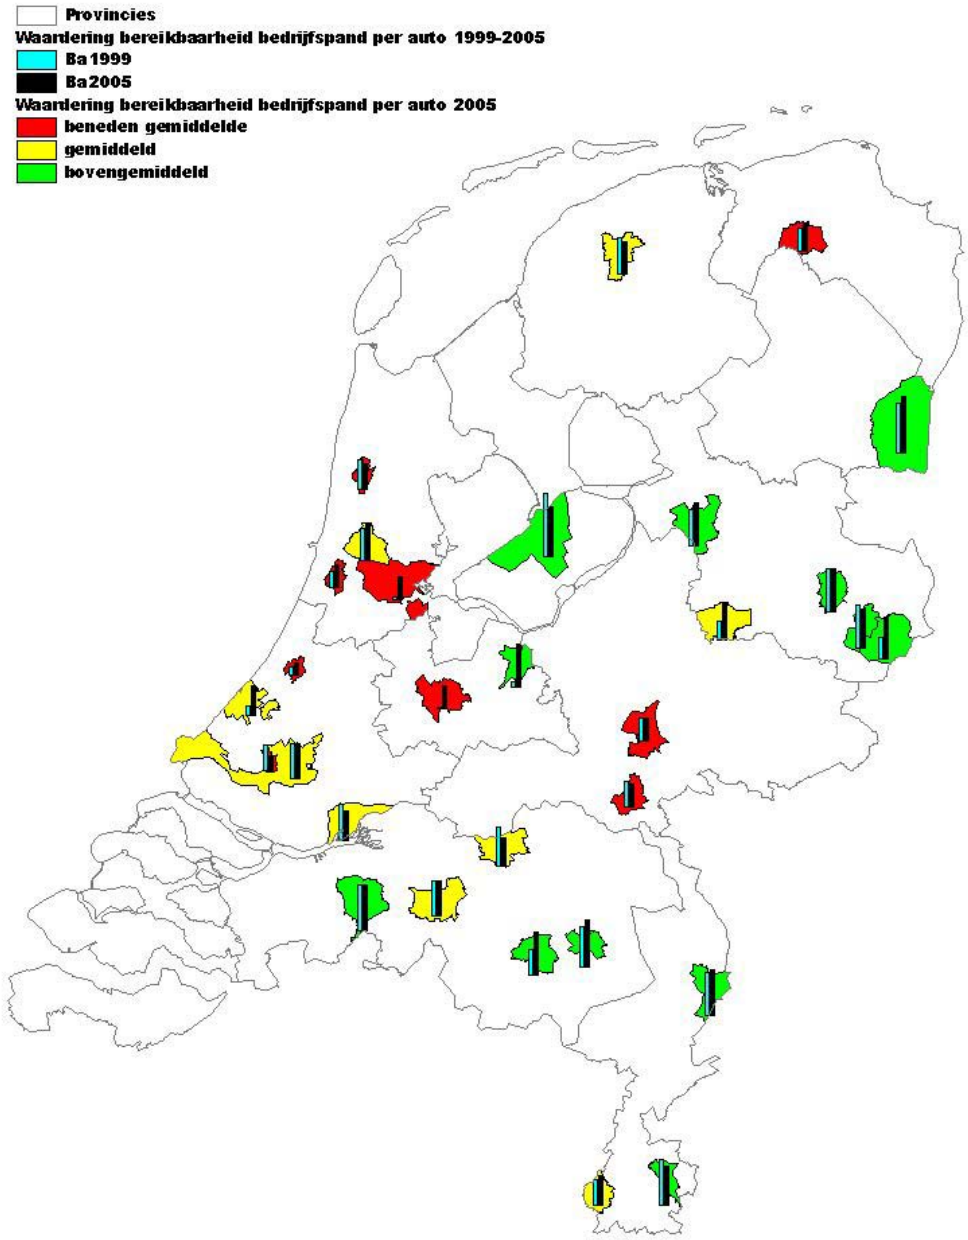 Provincies
Waardering bereikbaarheid bedrijfspand per auto 1999-2005
Ba1999
Ba2005
Waardering bereikbaarheid bedrijfspand per auto 2005
beneden gemiddelde
gemiddeld
bovengemiddeld